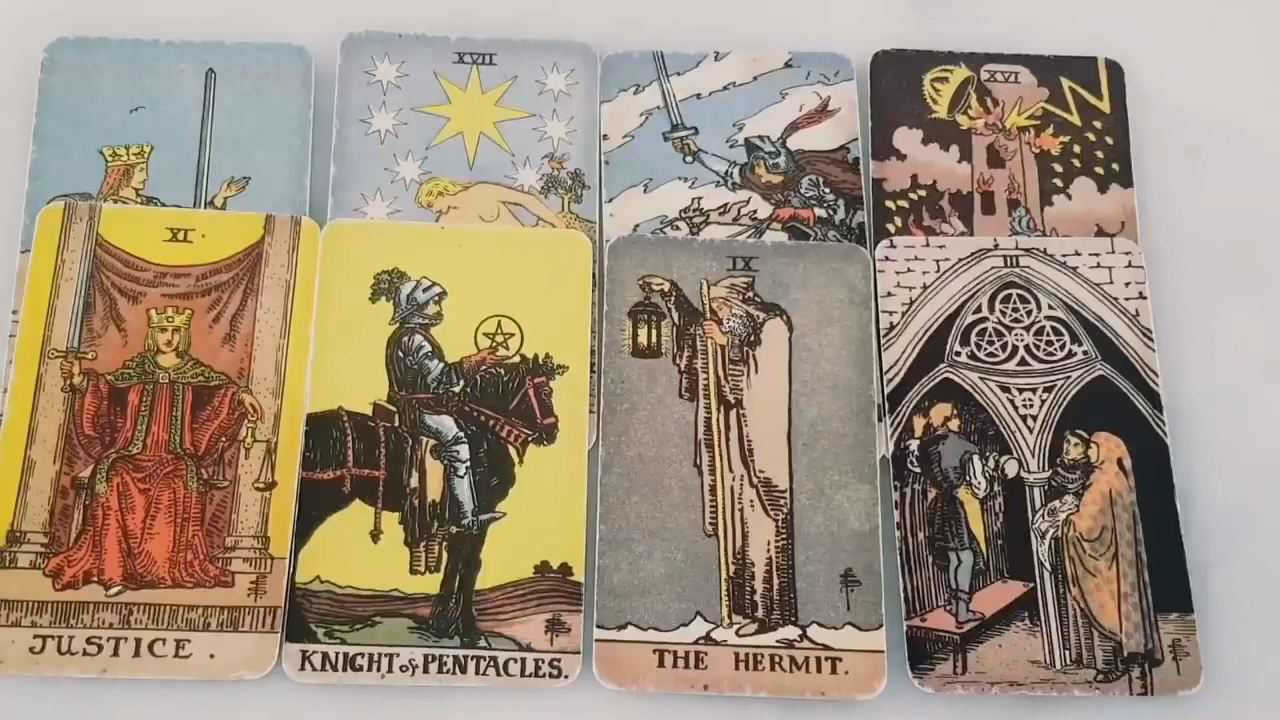 XVII
XVI
XI.
IX
III
JUSTICE.
KNIGHT of PENTACLES.
THE HERMIT.